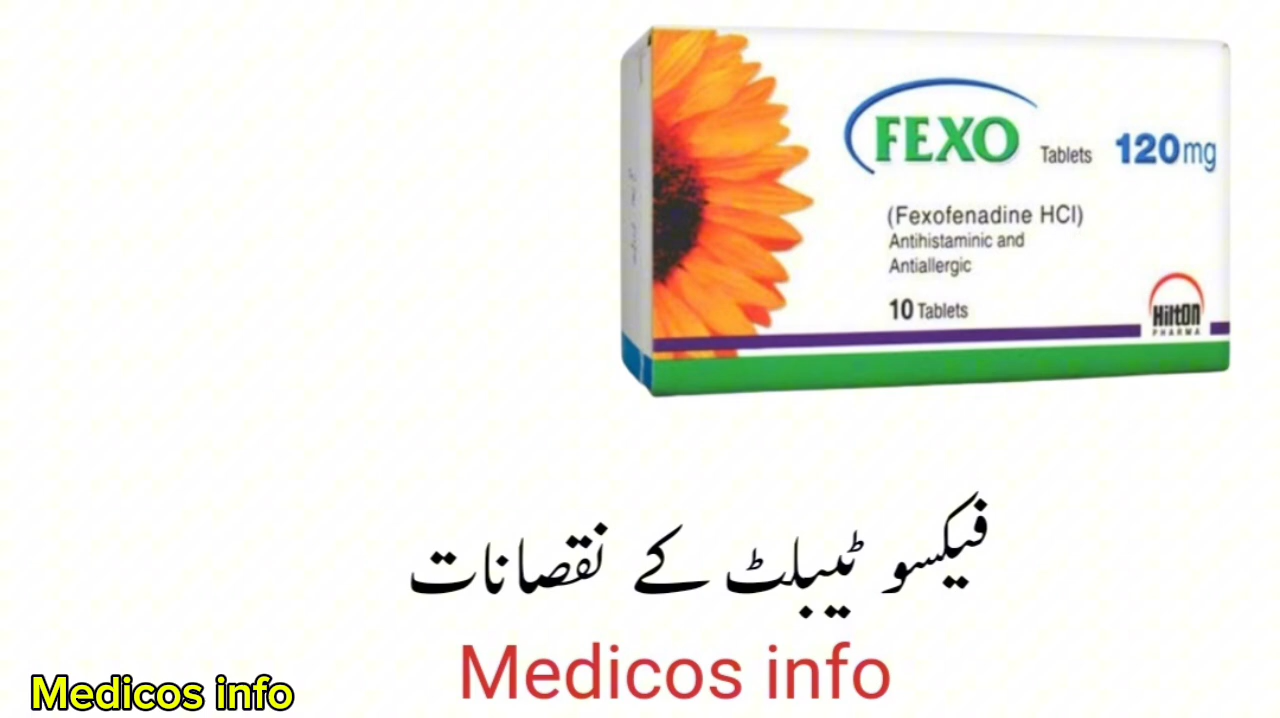 FEXO Tablets 120mg
(Fexofenadine HCl)
Antihistaminic and
Antiallergic
10 Tablets
Hilton
PHARMA
فیکسو ٹیبلٹ کے نقصانات
Medicos info
Medicos info